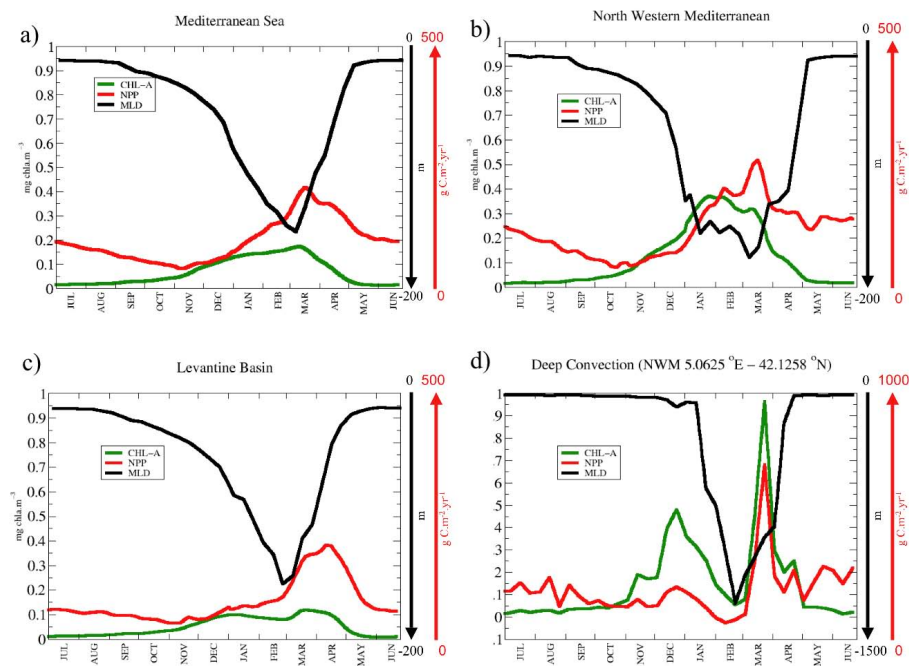 a)
Mediterranean Sea
0
500
1
0.9
0.8
0.7
0.6
0.5
0.4
0.3
0.2
0.1
0
mg chla.m⁻³
CHL-A
NPP
MLD
m
g C.m⁻².yr⁻¹
JUL AUG SEP OCT NOV DEC JAN FEB MAR APR MAY JUN
-200
0
b)
North Western Mediterranean
0
500
1
0.9
0.8
0.7
0.6
0.5
0.4
0.3
0.2
0.1
0
mg chla.m⁻³
CHL-A
NPP
MLD
m
g C.m⁻².yr⁻¹
JUL AUG SEP OCT NOV DEC JAN FEB MAR APR MAY JUN
-200
0
c)
Levantine Basin
0
500
1
0.9
0.8
0.7
0.6
0.5
0.4
0.3
0.2
0.1
0
mg chla.m⁻³
CHL-A
NPP
MLD
m
g C.m⁻².yr⁻¹
JUL AUG SEP OCT NOV DEC JAN FEB MAR APR MAY JUN
-200
0
d)
Deep Convection (NWM 5.0625 °E – 42.1258 °N)
0
1000
1
9
8
7
6
5
4
3
2
1
0
.1
CHL-A
NPP
MLD
m
g C.m⁻².yr⁻¹
JUL AUG SEP OCT NOV DEC JAN FEB MAR APR MAY JUN
-1500
0